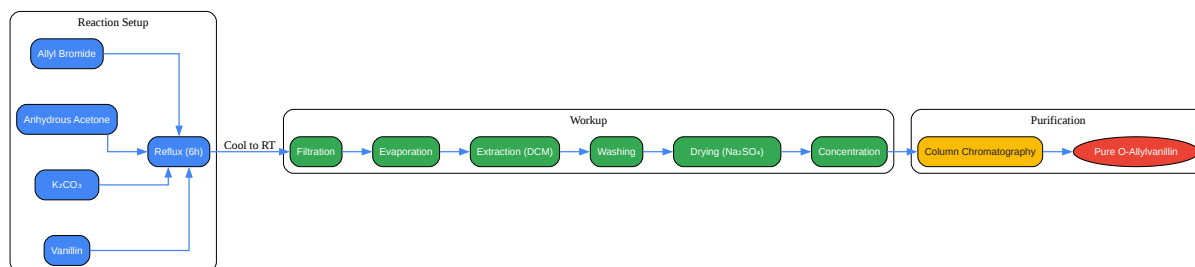 Reaction Setup
Allyl Bromide
Anhydrous Acetone
K₂CO₃
Vanillin
Reflux (6h)
Cool to RT
Workup
Filtration
Evaporation
Extraction (DCM)
Washing
Drying (Na₂SO₄)
Concentration
Purification
Column Chromatography
Pure O-Allylvanillin